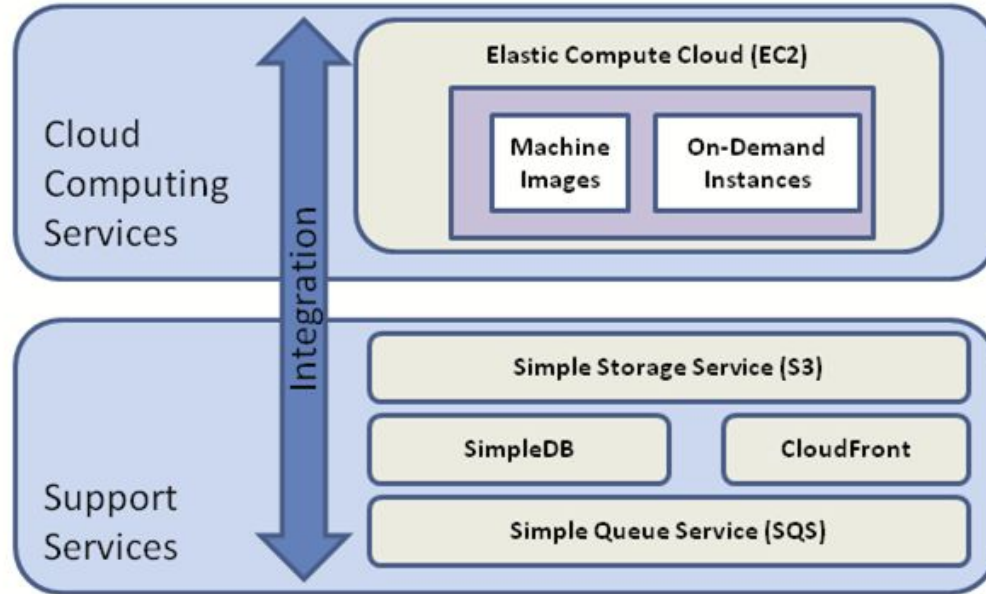 Cloud
Computing
Services
Elastic Compute Cloud (EC2)
Machine
Images
On-Demand
Instances
Integration
Support
Services
Simple Storage Service (S3)
SimpleDB
CloudFront
Simple Queue Service (SQS)